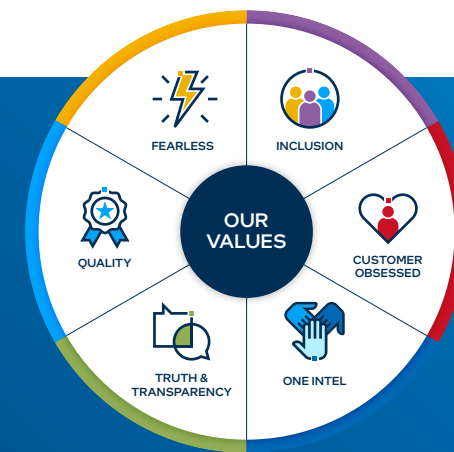 FEARLESS
INCLUSION
OUR
VALUES
QUALITY
CUSTOMER
OBSESSED
TRUTH &
TRANSPARENCY
ONE INTEL